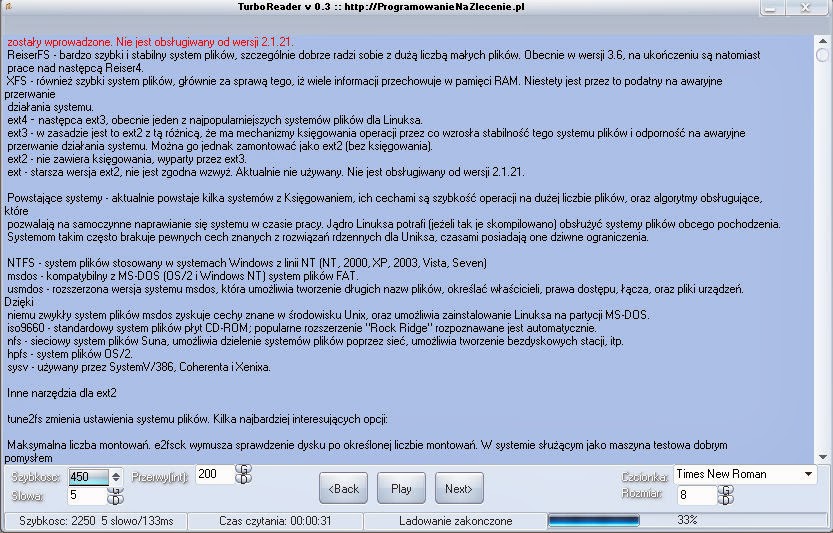 TurboReader v 0.3 :: http://ProgramowanieNaZlecenie.pl
zostały wprowadzone. Nie jest obsługiwany od wersji 2.1.21.
ReiserFS - bardzo szybki i stabilny system plików, szczególnie dobrze radzi sobie z dużą liczbą małych plików. Obecnie w wersji 3.6, na ukończeniu są natomiast
prace nad następcą Reiser4.
XFS - również szybki system plików, głównie za sprawą tego, iż wiele informacji przechowuje w pamięci RAM. Niestety jest przez to podatny na awaryjne
przerwanie
działania systemu.
ext4 - następca ext3, obecnie jeden z najpopularniejszych systemów plików dla Linuksa.
ext3 - w zasadzie jest to ext2 z tą różnicą, że ma mechanizmy księgowania operacji przez co wzrosła stabilność tego systemu plików i odporność na awaryjne
przerwanie działania systemu. Można go jednak zamontować jako ext2 (bez księgowania).
ext2 - nie zawiera księgowania, wyparty przez ext3.
ext - starsza wersja ext2, nie jest zgodna wzwyż. Aktualnie nie używany. Nie jest obsługiwany od wersji 2.1.21.
Powstające systemy - aktualnie powstaje kilka systemów z Księgowaniem, ich cechami są szybkość operacji na dużej liczbie plików, oraz algorytmy obsługujące,
które
pozwalają na samoczynne naprawianie się systemu w czasie pracy. Jądro Linuksa potrafi (jeżeli tak je skompilowano) obsłużyć systemy plików obcego pochodzenia.
Systemom takim często brakuje pewnych cech znanych z rozwiązań rdzennych dla Uniksa, czasami posiadają one dziwne ograniczenia.
NTFS - system plików stosowany w systemach Windows z linii NT (NT, 2000, XP, 2003, Vista, Seven)
msdos - kompatybilny z MS-DOS (OS/2 i Windows NT) system plików FAT.
usmdos - rozszerzona wersja systemu msdos, która umożliwia tworzenie długich nazw plików, określać właścicieli, prawa dostępu, łącza, oraz pliki urządzeń.
Dzięki
niemu zwykły system plików msdos zyskuje cechy znane w środowisku Unix, oraz umożliwia zainstalowanie Linuksa na partycji MS-DOS.
iso9660 - standardowy system plików płyt CD-ROM; popularne rozszerzenie "Rock Ridge" rozpoznawane jest automatycznie.
nfs - sieciowy system plików Suna, umożliwia dzielenie systemów plików poprzez sieć, umożliwia tworzenie bezdyskowych stacji, itp.
hpfs - system plików OS/2.
sysv - używany przez SystemV/386, Coherenta i Xenixa.
Inne narzędzia dla ext2
tune2fs zmienia ustawienia systemu plików. Kilka najbardziej interesujących opcji:
Maksymalna liczba montowań. e2fsck wymusza sprawdzenie dysku po określonej liczbie montowań. W systemie służącym jako maszyna testowa dobrym
pomysłem
Szybkosc: 450 Przerwy(int): 200 <Back Play Next> Czcionka: Times New Roman
Slowa: 5 Rozmiar: 8
Szybkosc: 2250 5 slowo/133ms Czas czytania: 00:00:31 Ladowanie zakonczone 33%